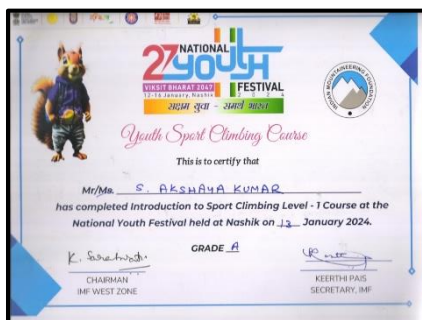 27 NATIONAL
youth
VIKSIT BHARAT 2047
12-16 January, Nashik
FESTIVAL
2024
सक्षम युवा - समर्थ भारत
INDIAN MOUNTAINEERING FOUNDATION
Youth Sport Climbing Course
This is to certify that
Mr/Ms. S. AKSHAYA KUMAR
has completed Introduction to Sport Climbing Level - 1 Course at the
National Youth Festival held at Nashik on 13 January 2024.
GRADE A
CHAIRMAN
IMF WEST ZONE
KEERTHI PAIS
SECRETARY, IMF